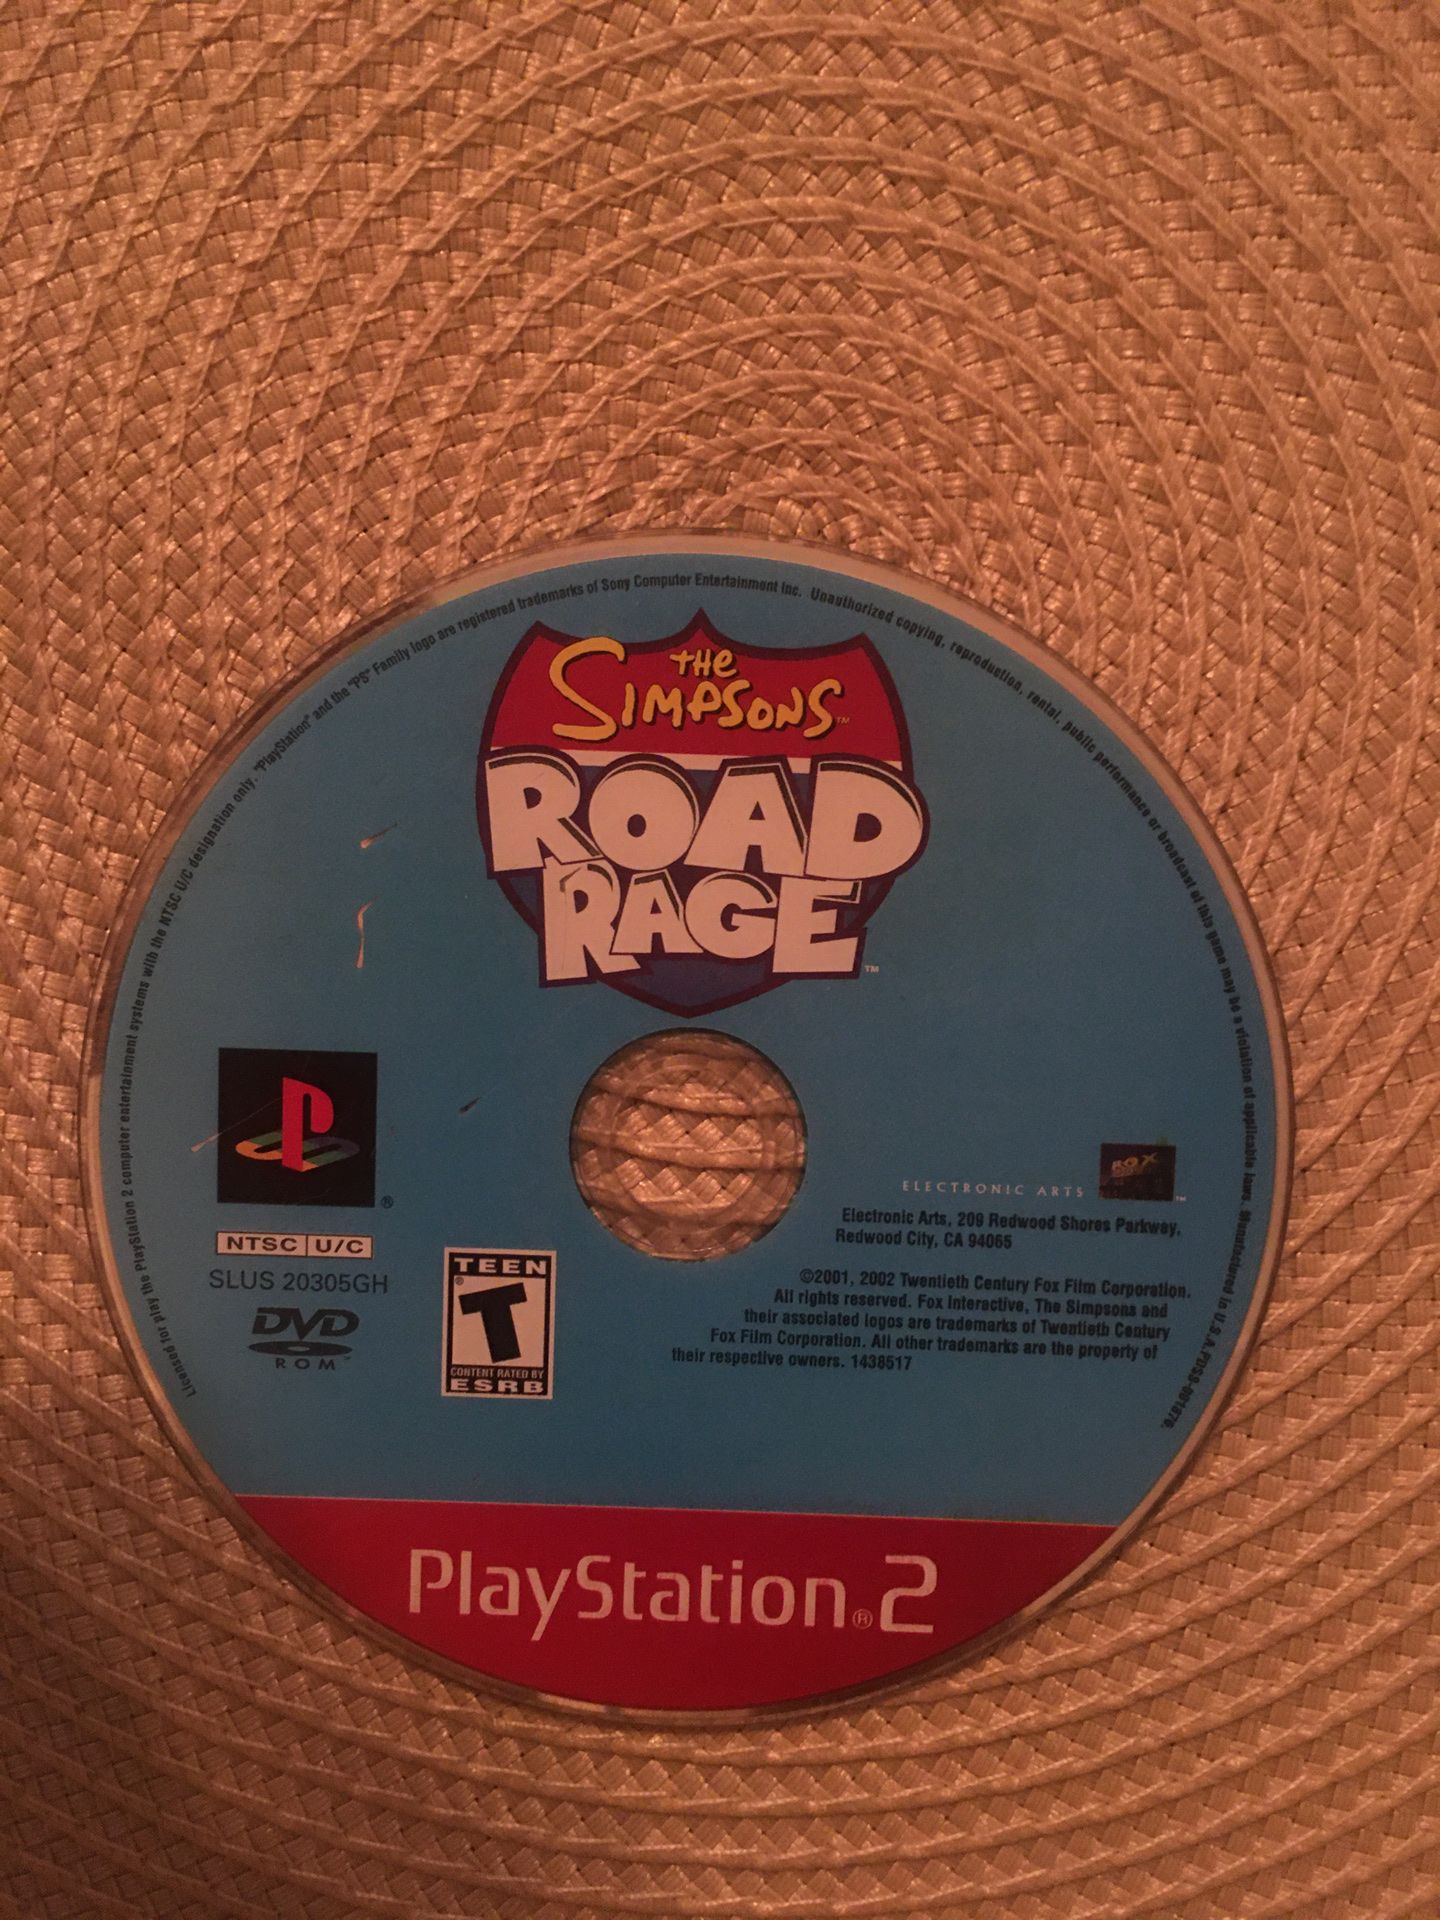 Licensed for play the PlayStation 2 computer entertainment systems with the NTSC U/C designation only. "PlayStation" and the "PS" Family logo are registered trademarks of Sony Computer Entertainment Inc. Unauthorized copying, reproduction, rental, public performance or broadcast of this game may be a violation of applicable laws. Manufactured in U.S.A.
THE
SIMPSONS™
ROAD
RAGE™
®
NTSC U/C
SLUS 20305GH
DVD
ROM™
TEEN
®
T
CONTENT RATED BY
ESRB
ELECTRONIC ARTS
FOX
™
Electronic Arts, 209 Redwood Shores Parkway,
Redwood City, CA 94065
©2001, 2002 Twentieth Century Fox Film Corporation.
All rights reserved. Fox Interactive, The Simpsons and
their associated logos are trademarks of Twentieth Century
Fox Film Corporation. All other trademarks are the property of
their respective owners. 1438517
PlayStation®2